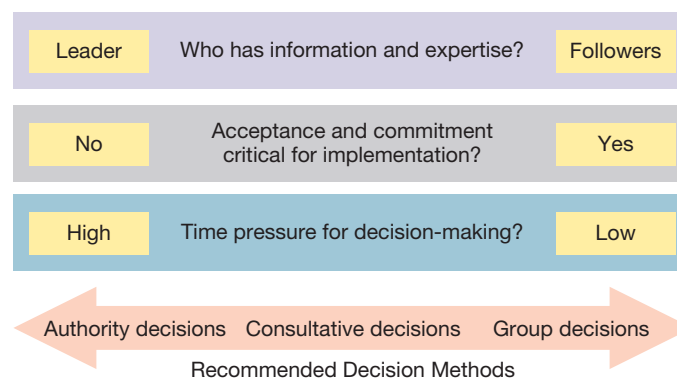 Leader Who has information and expertise? Followers
No Acceptance and commitment critical for implementation? Yes
High Time pressure for decision-making? Low
Authority decisions Consultative decisions Group decisions
Recommended Decision Methods